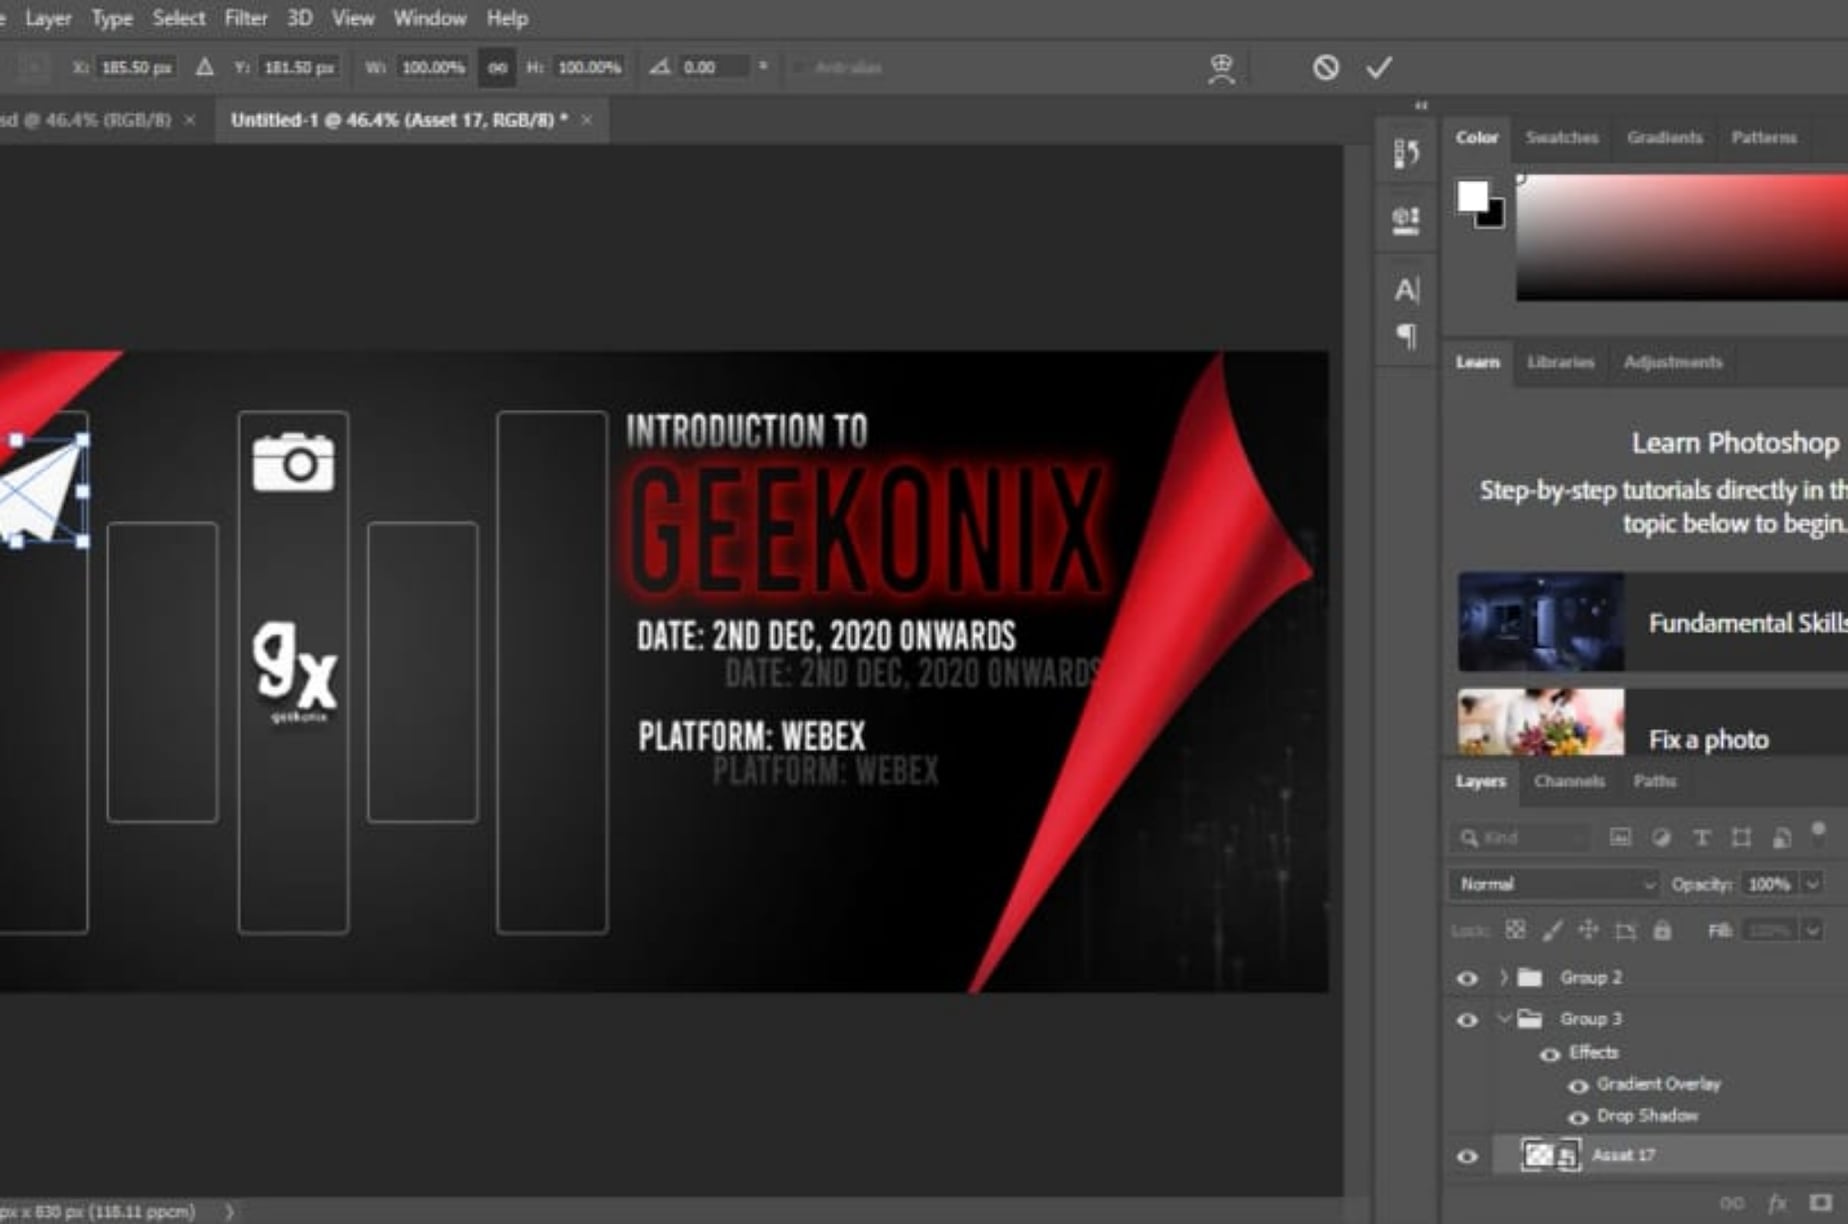 Layer Type Select Filter 3D View Window Help
X: 185.50 px Y: 181.50 px W: 100.00% H: 100.00% 0.00 ° Anti-alias
sd @ 46.4% (RGB/8) × Untitled-1 @ 46.4% (Asset 17, RGB/8) * ×
Color Swatches Gradients Patterns
Learn Libraries Adjustments
Learn Photoshop
Step-by-step tutorials directly in th
topic below to begin.
Fundamental Skills
Fix a photo
INTRODUCTION TO
GEEKONIX
DATE: 2ND DEC, 2020 ONWARDS
DATE: 2ND DEC, 2020 ONWARDS
PLATFORM: WEBEX
PLATFORM: WEBEX
gx
geekonix
Layers Channels Paths
Kind
Normal Opacity: 100%
Lock: Fill: 100%
Group 2
Group 3
Effects
Gradient Overlay
Drop Shadow
Asset 17
fx
px x 830 px (118.11 ppcm)